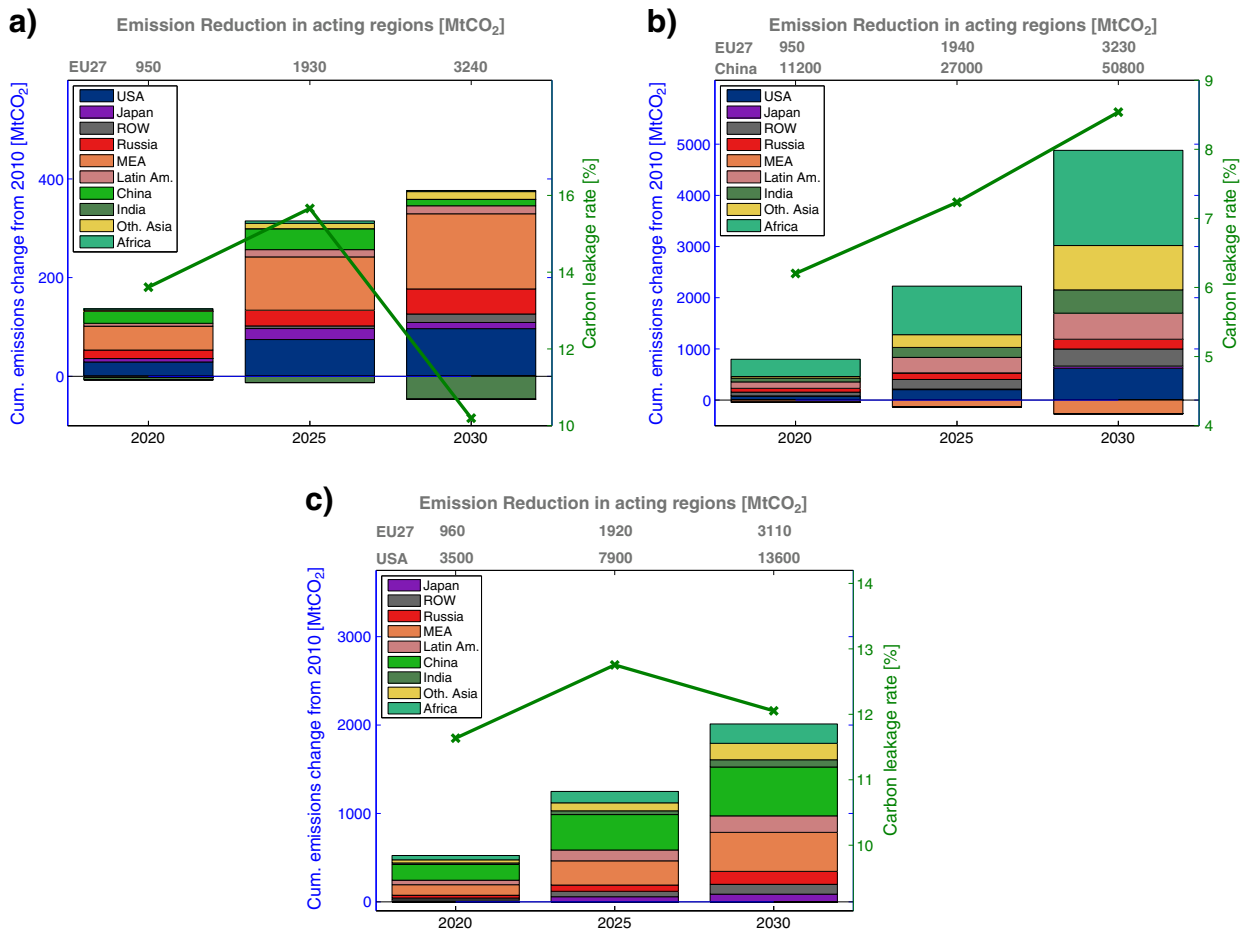 a)
Emission Reduction in acting regions [MtCO2]
EU27 950 1930 3240
USA
Japan
ROW
Russia
MEA
Latin Am.
China
India
Oth. Asia
Africa
Cum. emissions change from 2010 [MtCO2]
400
200
0
16
14
12
10
Carbon leakage rate [%]
2020 2025 2030
b)
Emission Reduction in acting regions [MtCO2]
EU27 950 1940 3230
China 11200 27000 50800
USA
Japan
ROW
Russia
MEA
Latin Am.
India
Oth. Asia
Africa
Cum. emissions change from 2010 [MtCO2]
5000
4000
3000
2000
1000
0
9
8
7
6
5
4
Carbon leakage rate [%]
2020 2025 2030
c)
Emission Reduction in acting regions [MtCO2]
EU27 960 1920 3110
USA 3500 7900 13600
Japan
ROW
Russia
MEA
Latin Am.
China
India
Oth. Asia
Africa
Cum. emissions change from 2010 [MtCO2]
3000
2000
1000
0
14
13
12
11
10
Carbon leakage rate [%]
2020 2025 2030